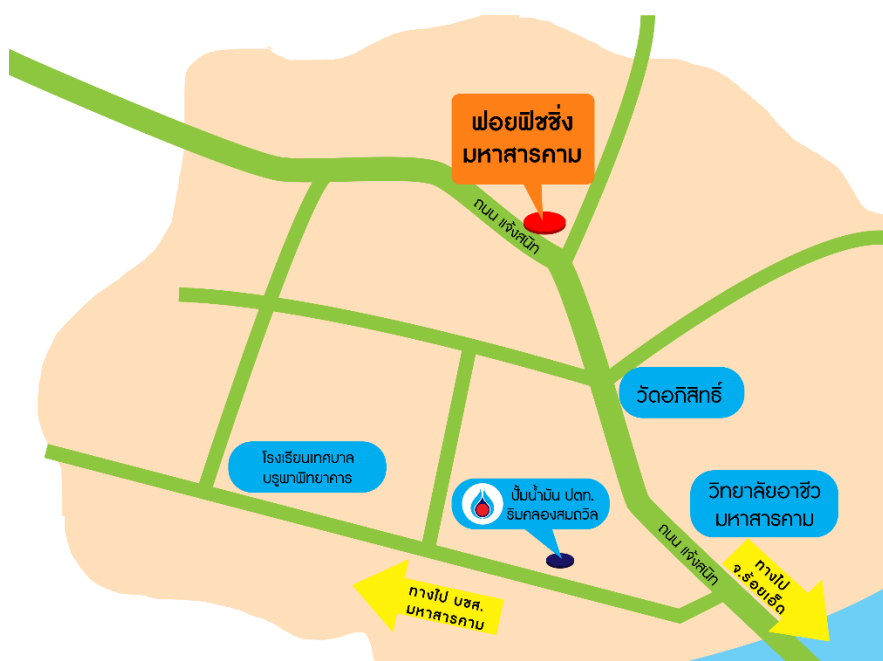 ฟอยฟิชชิ่ง
มหาสารคาม
ถนน แจ้งสนิท
วัดอภิสิทธิ์
โรงเรียนเทศบาล
บรูพาพิทยาคาร
ปั้มน้ำมัน ปตท.
ริมคลองสมถวิล
วิทยาลัยอาชีว
มหาสารคาม
ถนน แจ้งสนิท
ทางไป
จ.ร้อยเอ็ด
ทางไป บขส.
มหาสารคาม